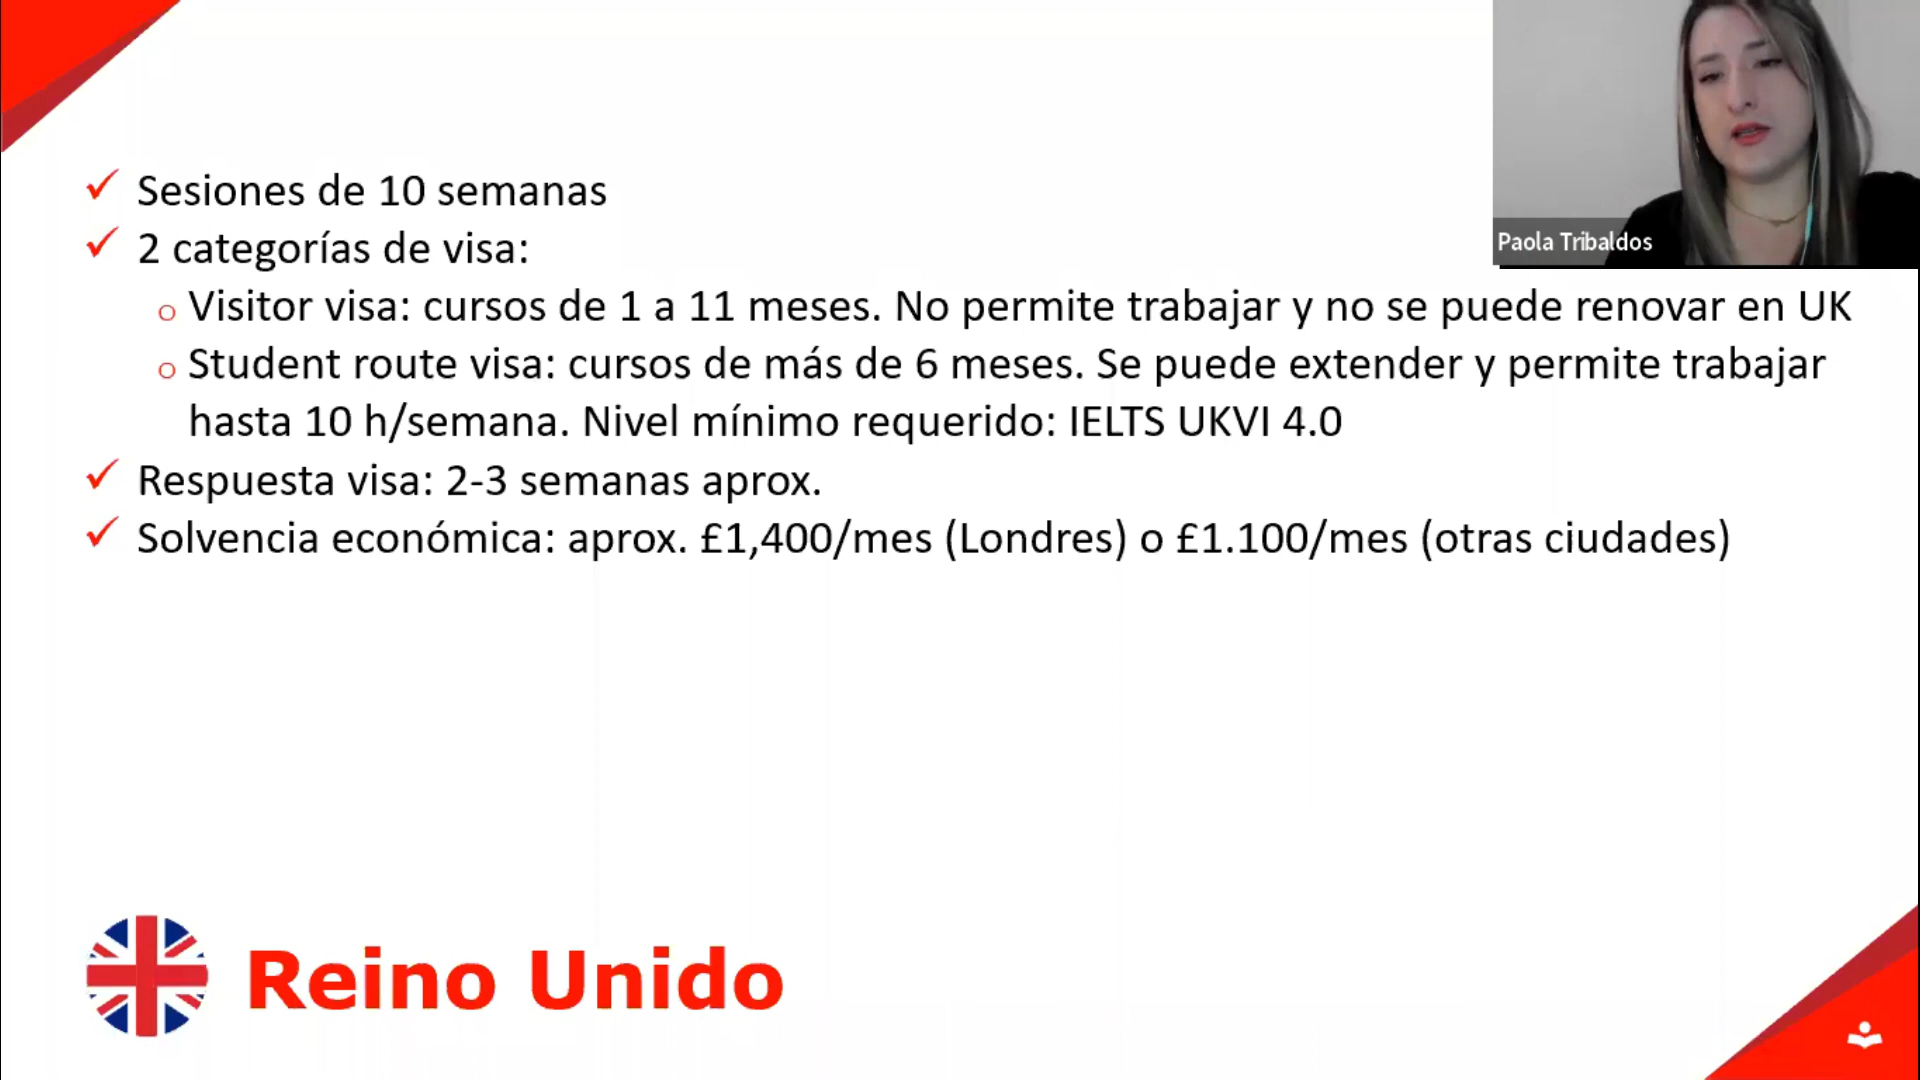 Paola Tribaldos
Sesiones de 10 semanas
2 categorías de visa:
Visitor visa: cursos de 1 a 11 meses. No permite trabajar y no se puede renovar en UK
Student route visa: cursos de más de 6 meses. Se puede extender y permite trabajar
hasta 10 h/semana. Nivel mínimo requerido: IELTS UKVI 4.0
Respuesta visa: 2-3 semanas aprox.
Solvencia económica: aprox. £1,400/mes (Londres) o £1.100/mes (otras ciudades)
Reino Unido